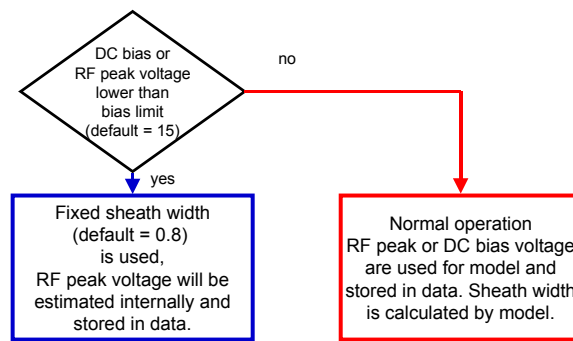 DC bias or
RF peak voltage
lower than
bias limit
(default = 15)
no
yes
Fixed sheath width
(default = 0.8)
is used,
RF peak voltage will be
estimated internally and
stored in data.
Normal operation
RF peak or DC bias voltage
are used for model and
stored in data. Sheath width
is calculated by model.